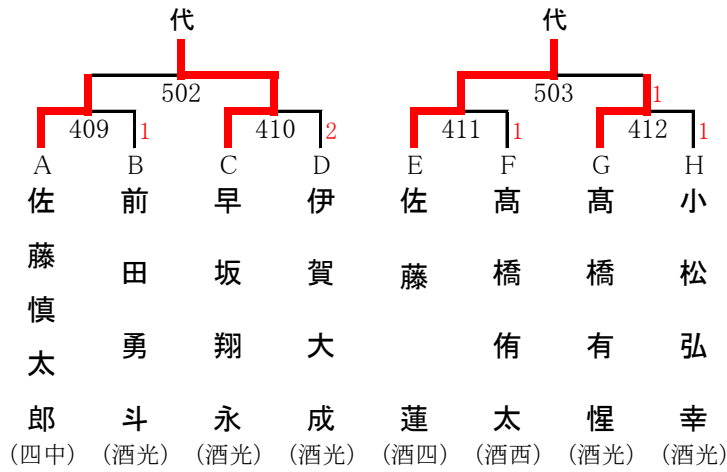 代 代
502 503
1
409 1 410 2 411 1 412 1
A B C D E F G H
佐藤慎太郎 前田勇斗 早坂翔永 伊賀大成 佐藤蓮 髙橋侑太 髙橋有惺 小松弘幸
(四中) (酒光) (酒光) (酒光) (酒四) (酒西) (酒光) (酒光)